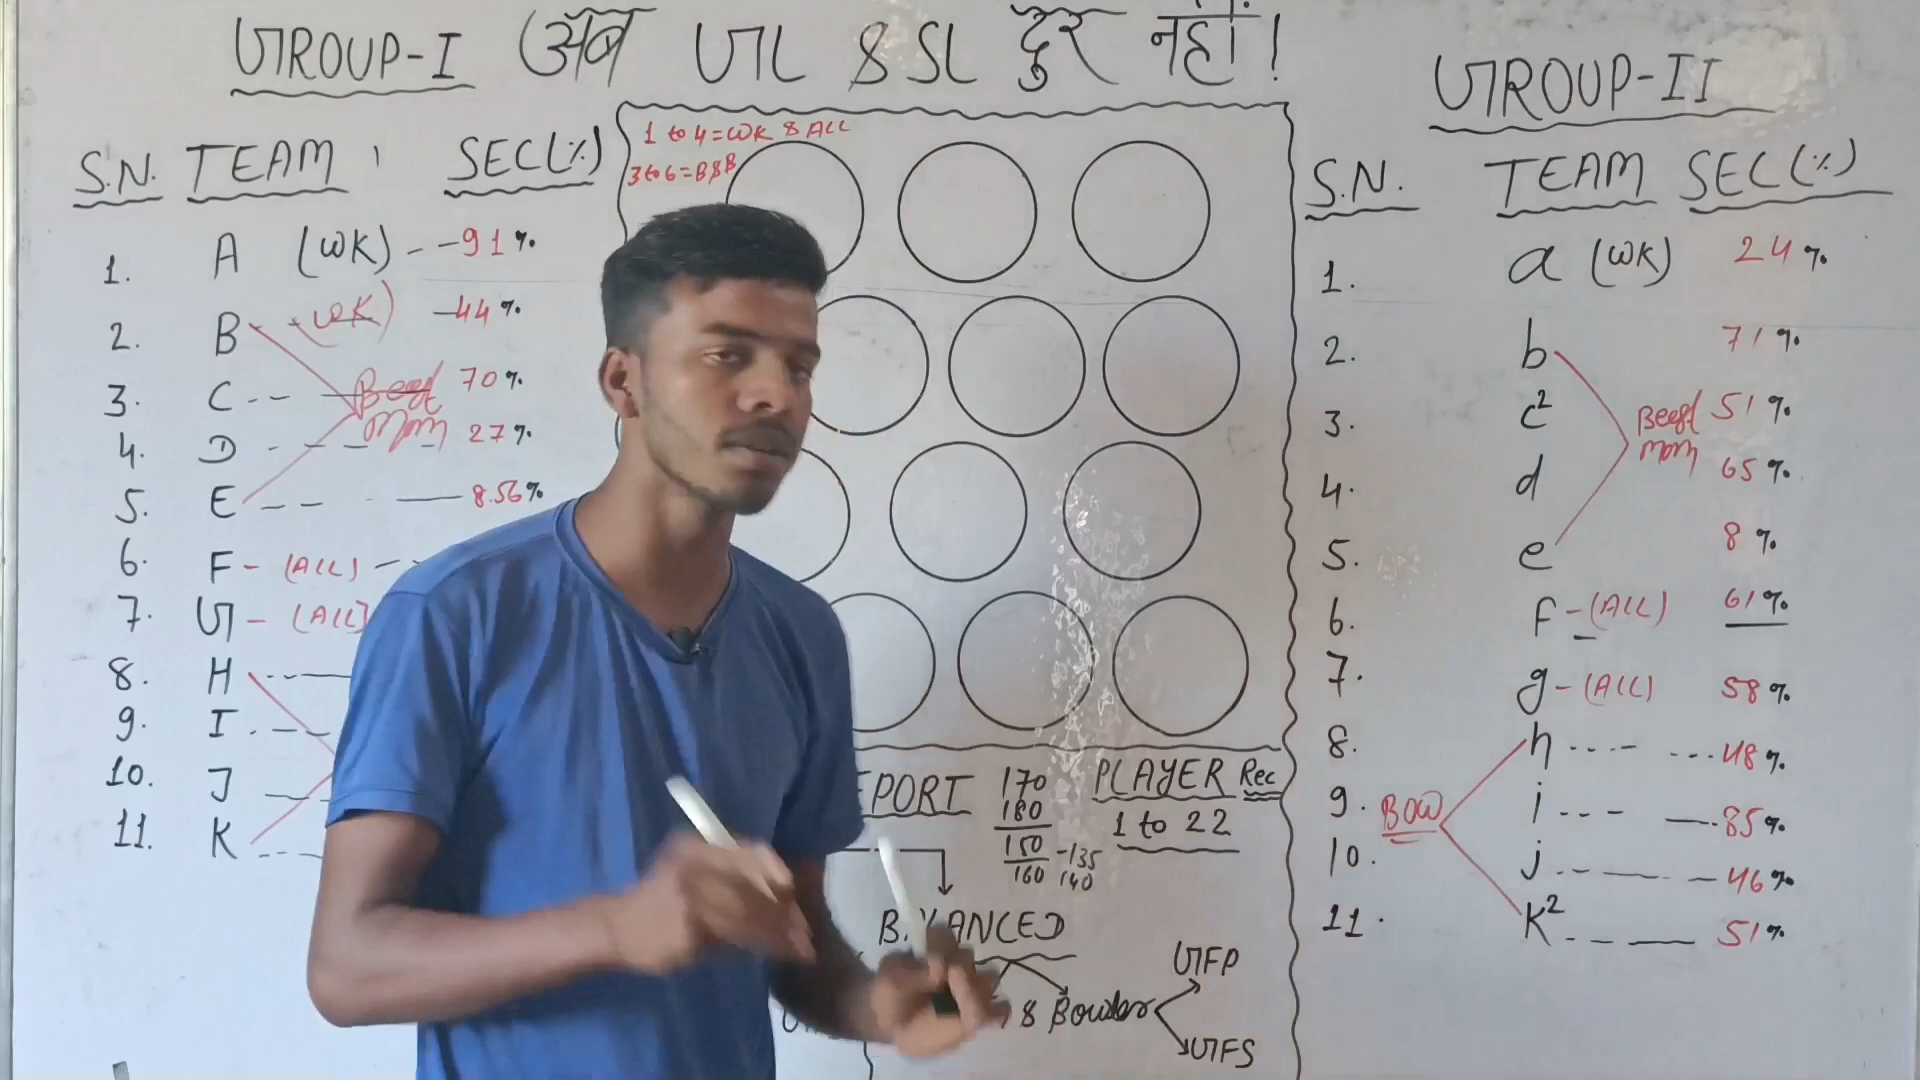 GROUP-I अब GL & SL दूर नहीं!
S.N. TEAM SEC(%)
1. A (WK) - - 91%
2. B (WK) - 44%
3. C - - 70%
4. D - - - 27%
5. E - - - 8.56%
6. F - (ALL) - -
7. G - (ALL)
8. H - - -
9. I - - -
10. J -
11. K - - -
1 to 4 = WK & ALL
3 to 6 = B&B
PORT
170
180
150 - 135
160 140
PLAYER Rec
1 to 22
ANCED
& Bowler
GFP
GFS
GROUP-II
S.N. TEAM SEC(%)
1. a (WK) 24%
2. b 71%
3. c² 51%
4. d 65%
5. e 8%
6. F - (ALL) 61%
7. g - (ALL) 58%
8. h - - - - - - - 48%
9. BOW i - - - - 85%
10. j - - - - 46%
11. K² - - - 51%